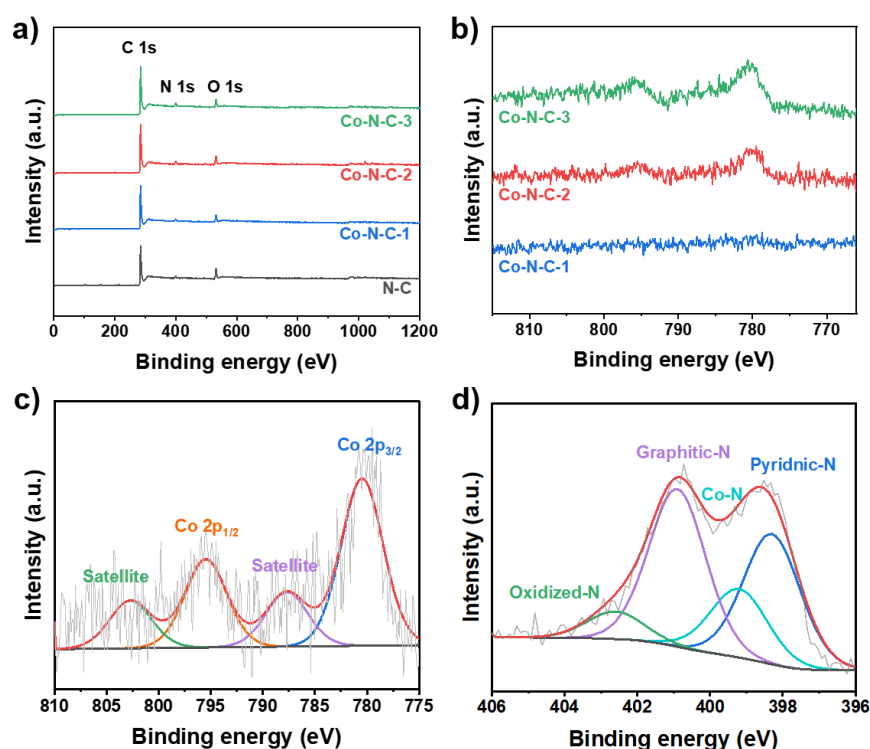 a)
C 1s
N 1s O 1s
Co-N-C-3
Co-N-C-2
Co-N-C-1
N-C
Intensity (a.u.)
0 200 400 600 800 1000 1200
Binding energy (eV)
b)
Co-N-C-3
Co-N-C-2
Co-N-C-1
Intensity (a.u.)
810 800 790 780 770
Binding energy (eV)
c)
Co 2p3/2
Co 2p1/2
Satellite
Satellite
Intensity (a.u.)
810 805 800 795 790 785 780 775
Binding energy (eV)
d)
Graphitic-N
Pyridnic-N
Co-N
Oxidized-N
Intensity (a.u.)
406 404 402 400 398 396
Binding energy (eV)